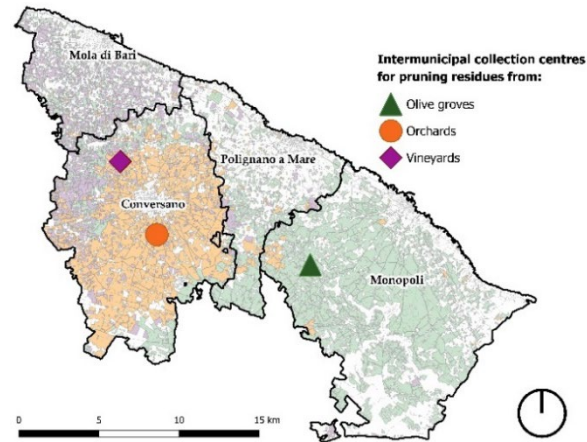 Mola di Bari
Intermunicipal collection centres
for pruning residues from:
Olive groves
Orchards
Vineyards
Polignano a Mare
Conversano
Monopoli
0 5 10 15 km